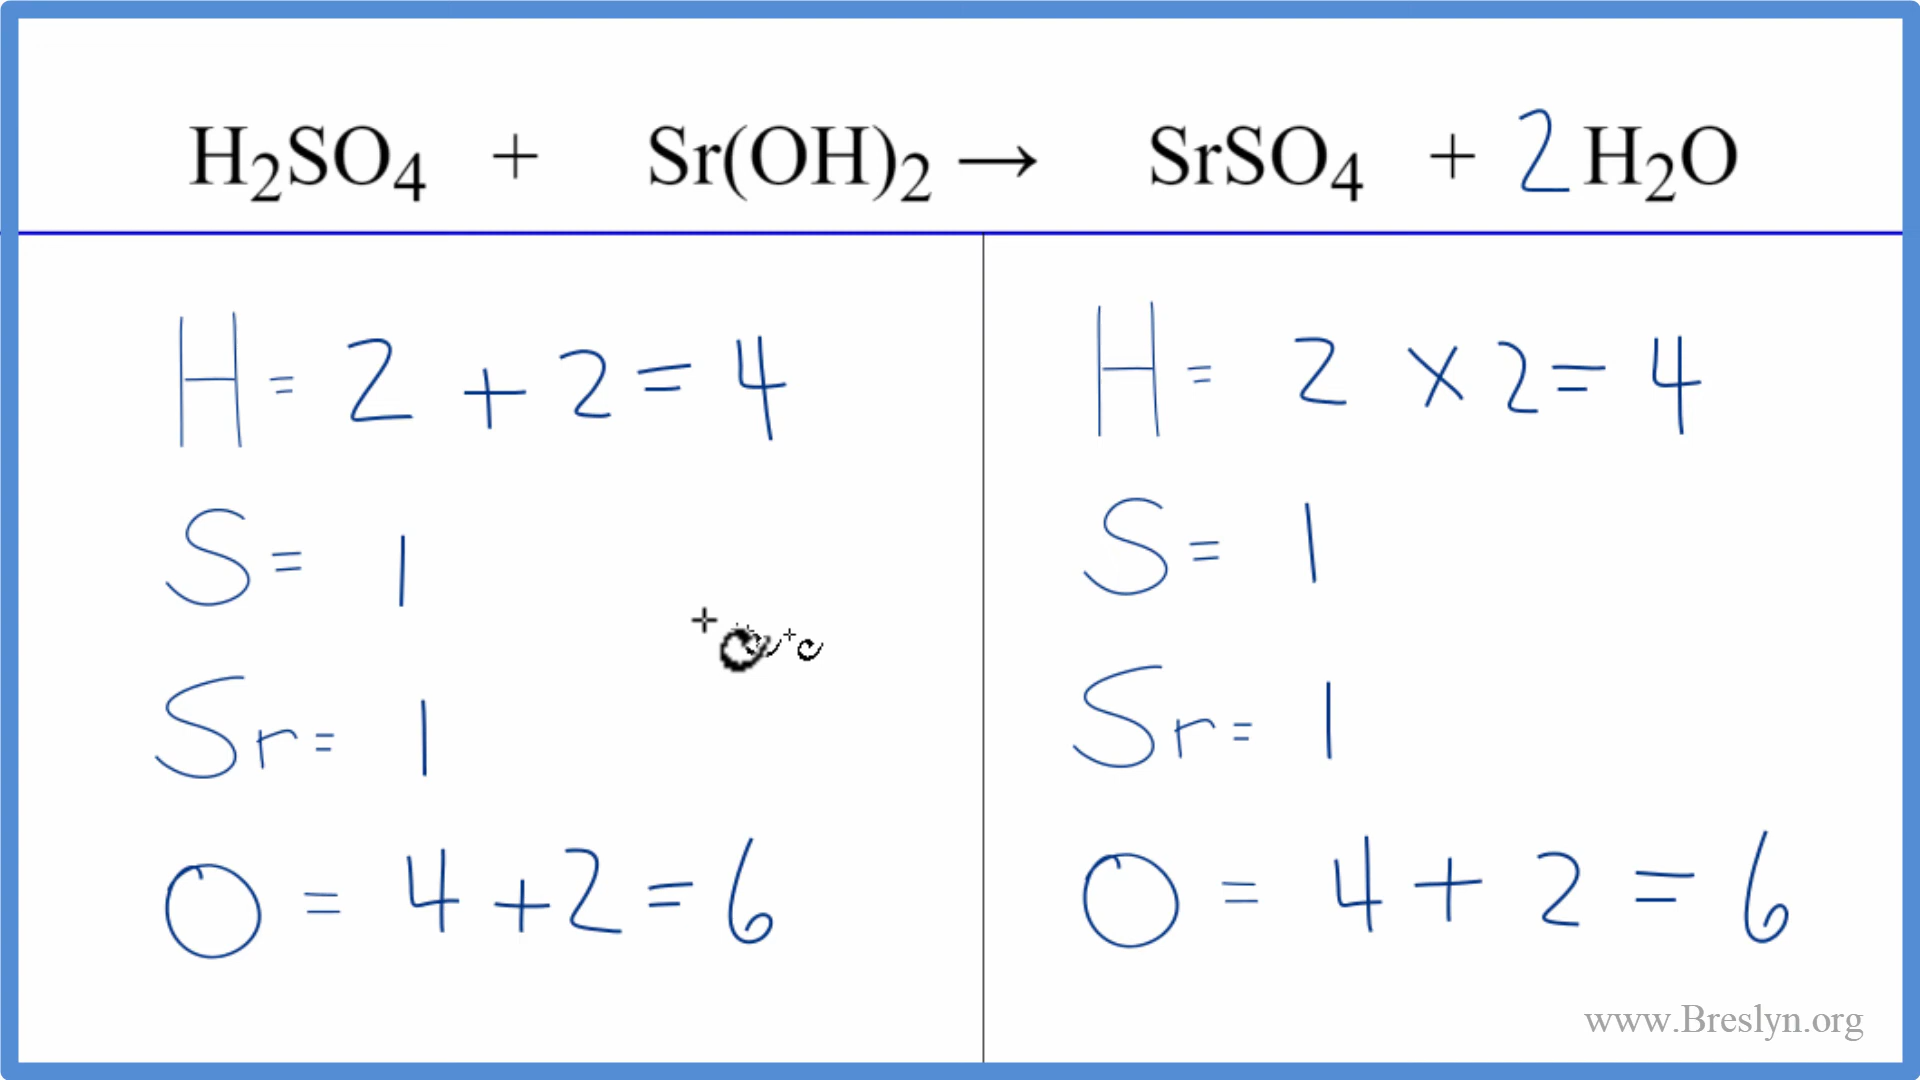 H₂SO₄ + Sr(OH)₂ → SrSO₄ + 2 H₂O
H = 2 + 2 = 4
S = 1
Sr = 1
O = 4 + 2 = 6
H = 2 × 2 = 4
S = 1
Sr = 1
O = 4 + 2 = 6
www.Breslyn.org